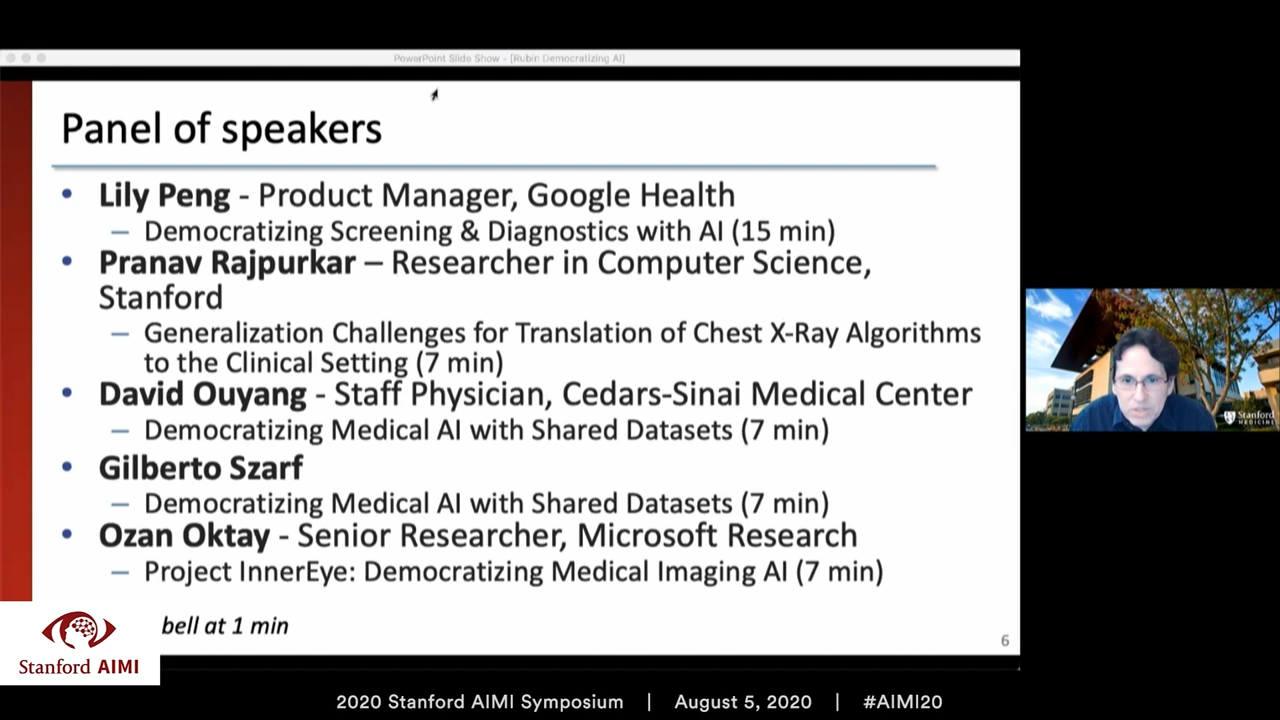 PowerPoint Slide Show - [Rubin Democratizing AI]
Panel of speakers
• Lily Peng - Product Manager, Google Health
– Democratizing Screening & Diagnostics with AI (15 min)
• Pranav Rajpurkar – Researcher in Computer Science,
Stanford
– Generalization Challenges for Translation of Chest X-Ray Algorithms
to the Clinical Setting (7 min)
• David Ouyang - Staff Physician, Cedars-Sinai Medical Center
– Democratizing Medical AI with Shared Datasets (7 min)
• Gilberto Szarf
– Democratizing Medical AI with Shared Datasets (7 min)
• Ozan Oktay - Senior Researcher, Microsoft Research
– Project InnerEye: Democratizing Medical Imaging AI (7 min)
bell at 1 min
6
Stanford
MEDICINE
Stanford AIMI
2020 Stanford AIMI Symposium | August 5, 2020 | #AIMI20